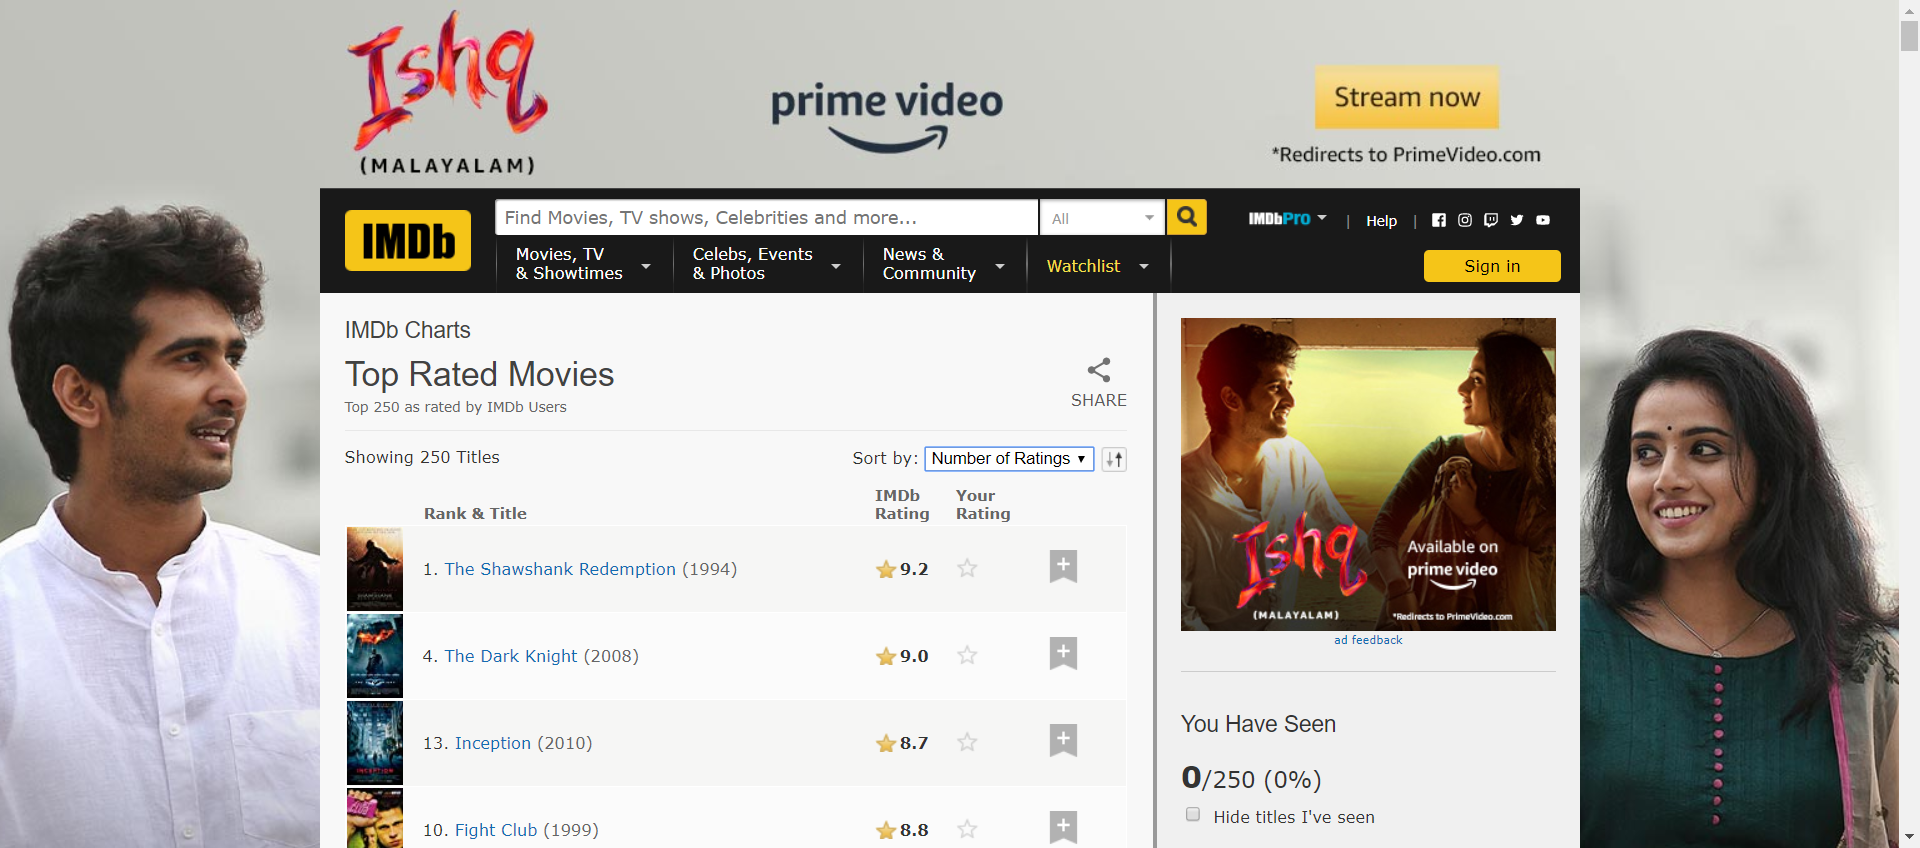 Ishq
(MALAYALAM)
prime video
Stream now
*Redirects to PrimeVideo.com
IMDb
Find Movies, TV shows, Celebrities and more...
All
IMDbPro
|
Help
|
Movies, TV
& Showtimes
Celebs, Events
& Photos
News &
Community
Watchlist
Sign in
IMDb Charts
Top Rated Movies
Top 250 as rated by IMDb Users
SHARE
Showing 250 Titles
Sort by: Number of Ratings
Rank & Title
IMDb
Rating
Your
Rating
1. The Shawshank Redemption (1994) 9.2
4. The Dark Knight (2008) 9.0
13. Inception (2010) 8.7
INCEPTION
10. Fight Club (1999) 8.8
Ishq
(MALAYALAM)
Available on
prime video
*Redirects to PrimeVideo.com
ad feedback
You Have Seen
0/250 (0%)
Hide titles I've seen